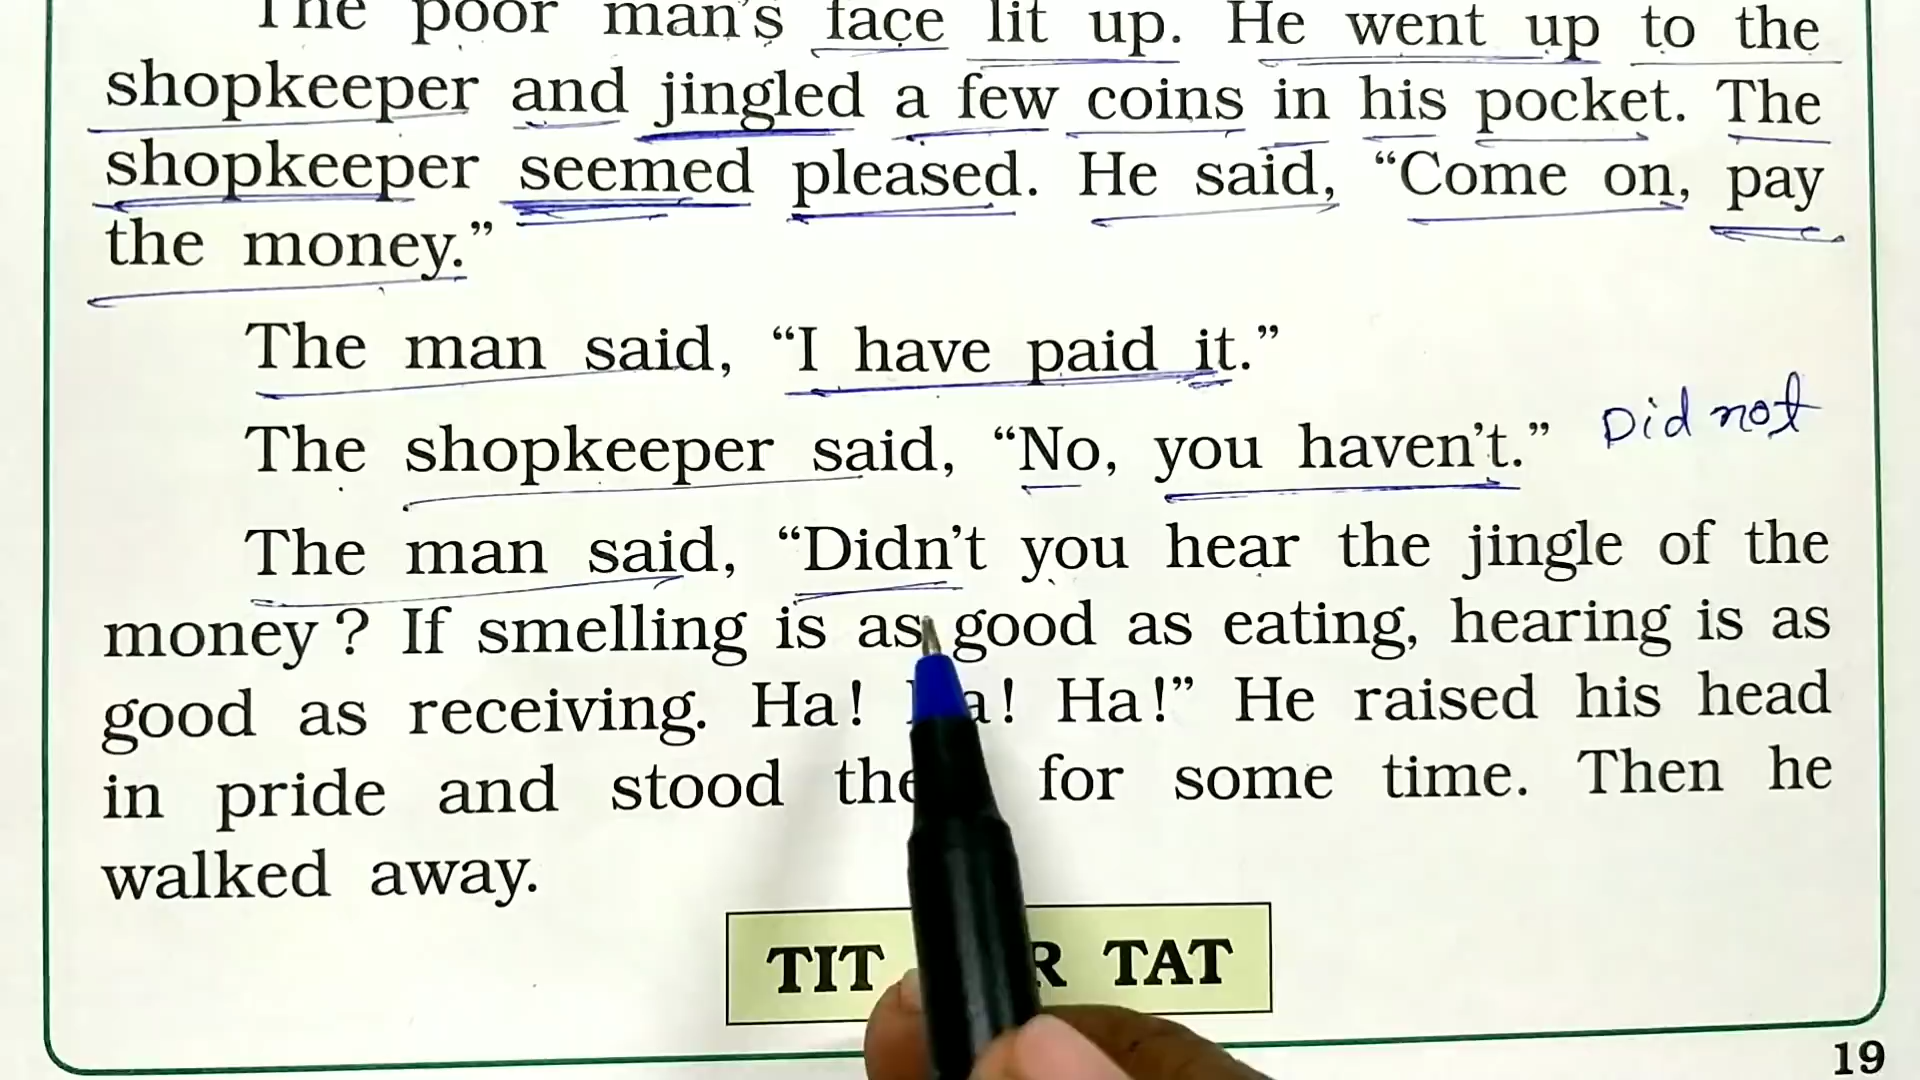 The poor man's face lit up. He went up to the
shopkeeper and jingled a few coins in his pocket. The
shopkeeper seemed pleased. He said, “Come on, pay
the money.”
The man said, “I have paid it.”
Did not
The shopkeeper said, “No, you haven't.”
The man said, “Didn't you hear the jingle of the
money? If smelling is as good as eating, hearing is as
good as receiving. Ha! Ha! Ha!” He raised his head
in pride and stood for some time. Then he
walked away.
TIT TAT
19